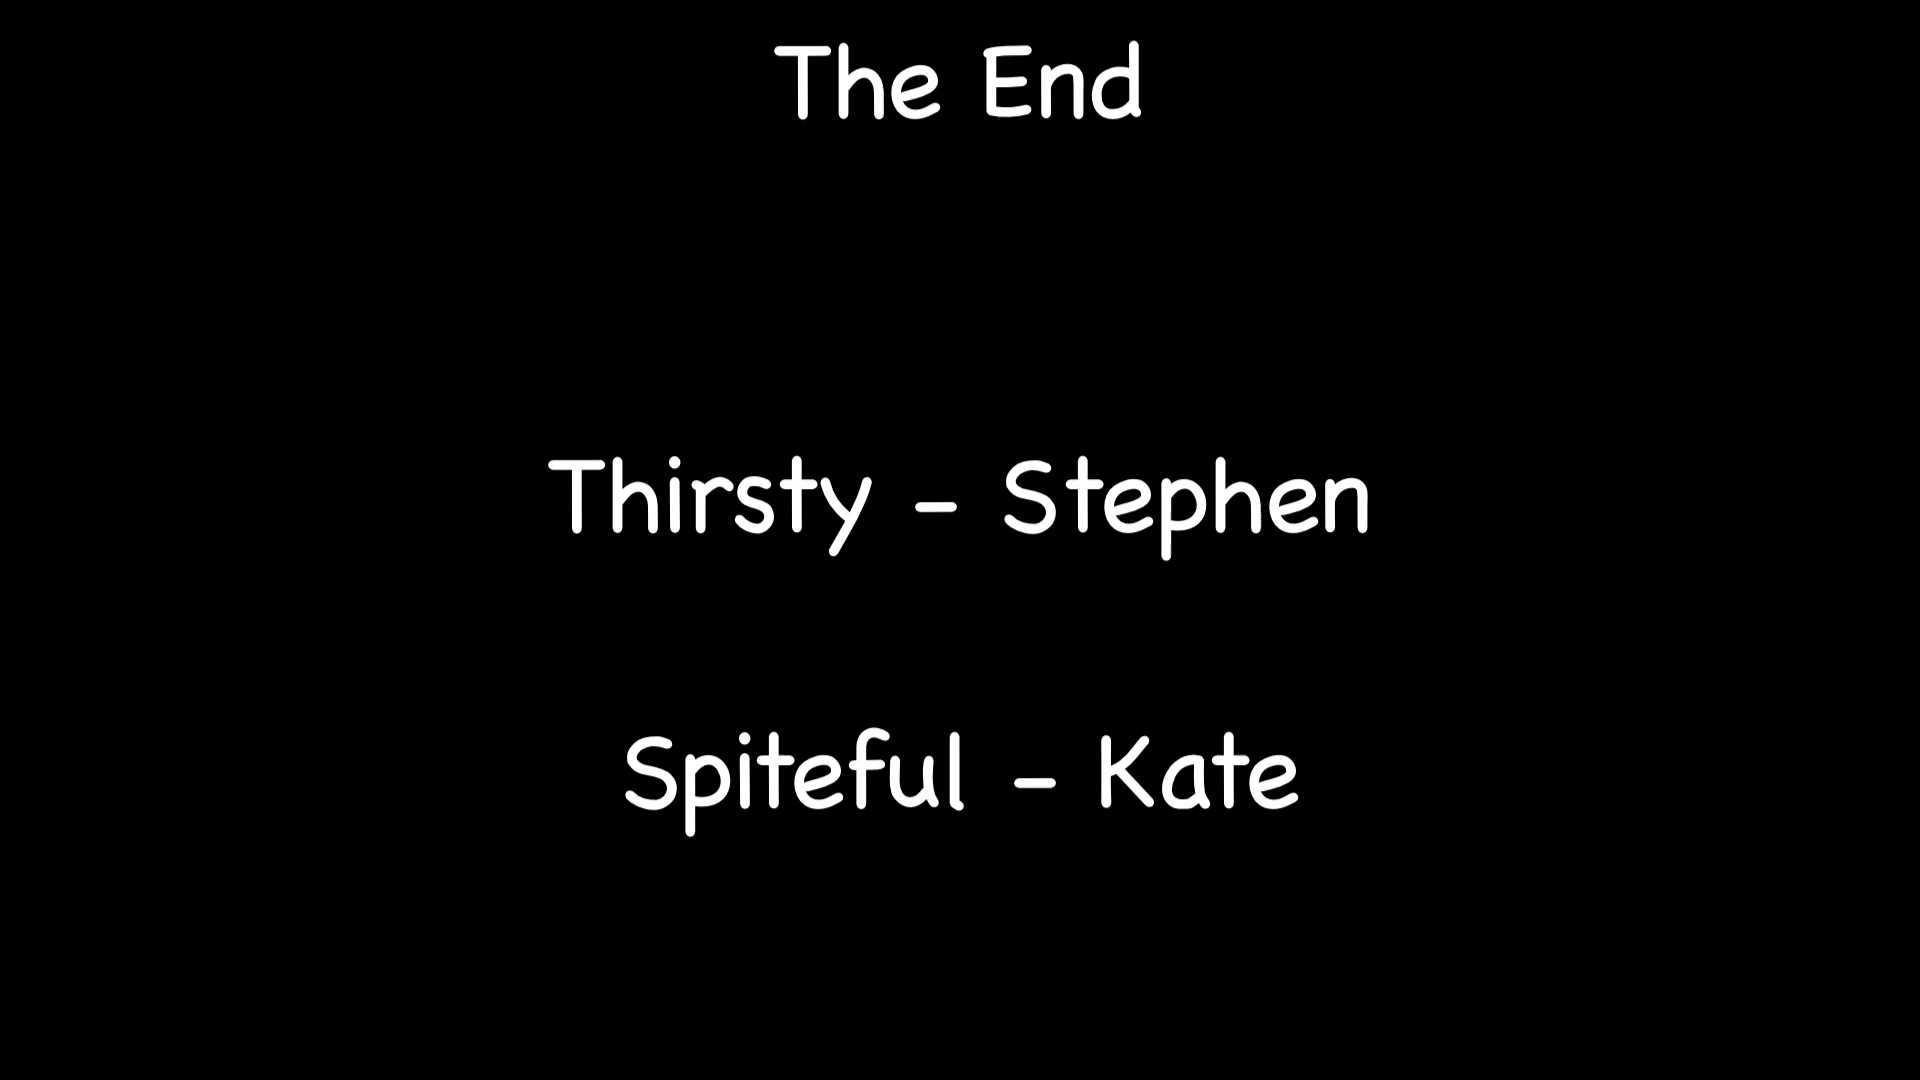 The End
Thirsty - Stephen
Spiteful - Kate